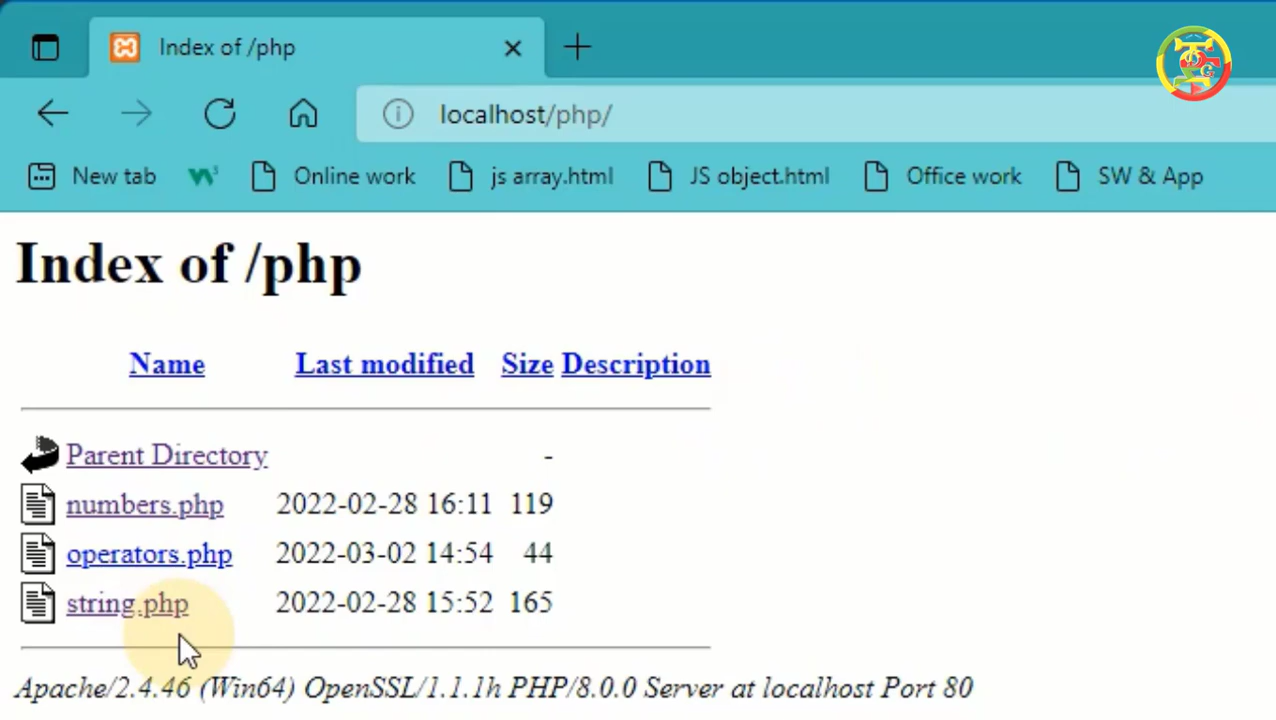 Index of /php
localhost/php/
New tab Online work js array.html JS object.html Office work SW & App
Index of /php
Name Last modified Size Description
Parent Directory -
numbers.php 2022-02-28 16:11 119
operators.php 2022-03-02 14:54 44
string.php 2022-02-28 15:52 165
Apache/2.4.46 (Win64) OpenSSL/1.1.1h PHP/8.0.0 Server at localhost Port 80